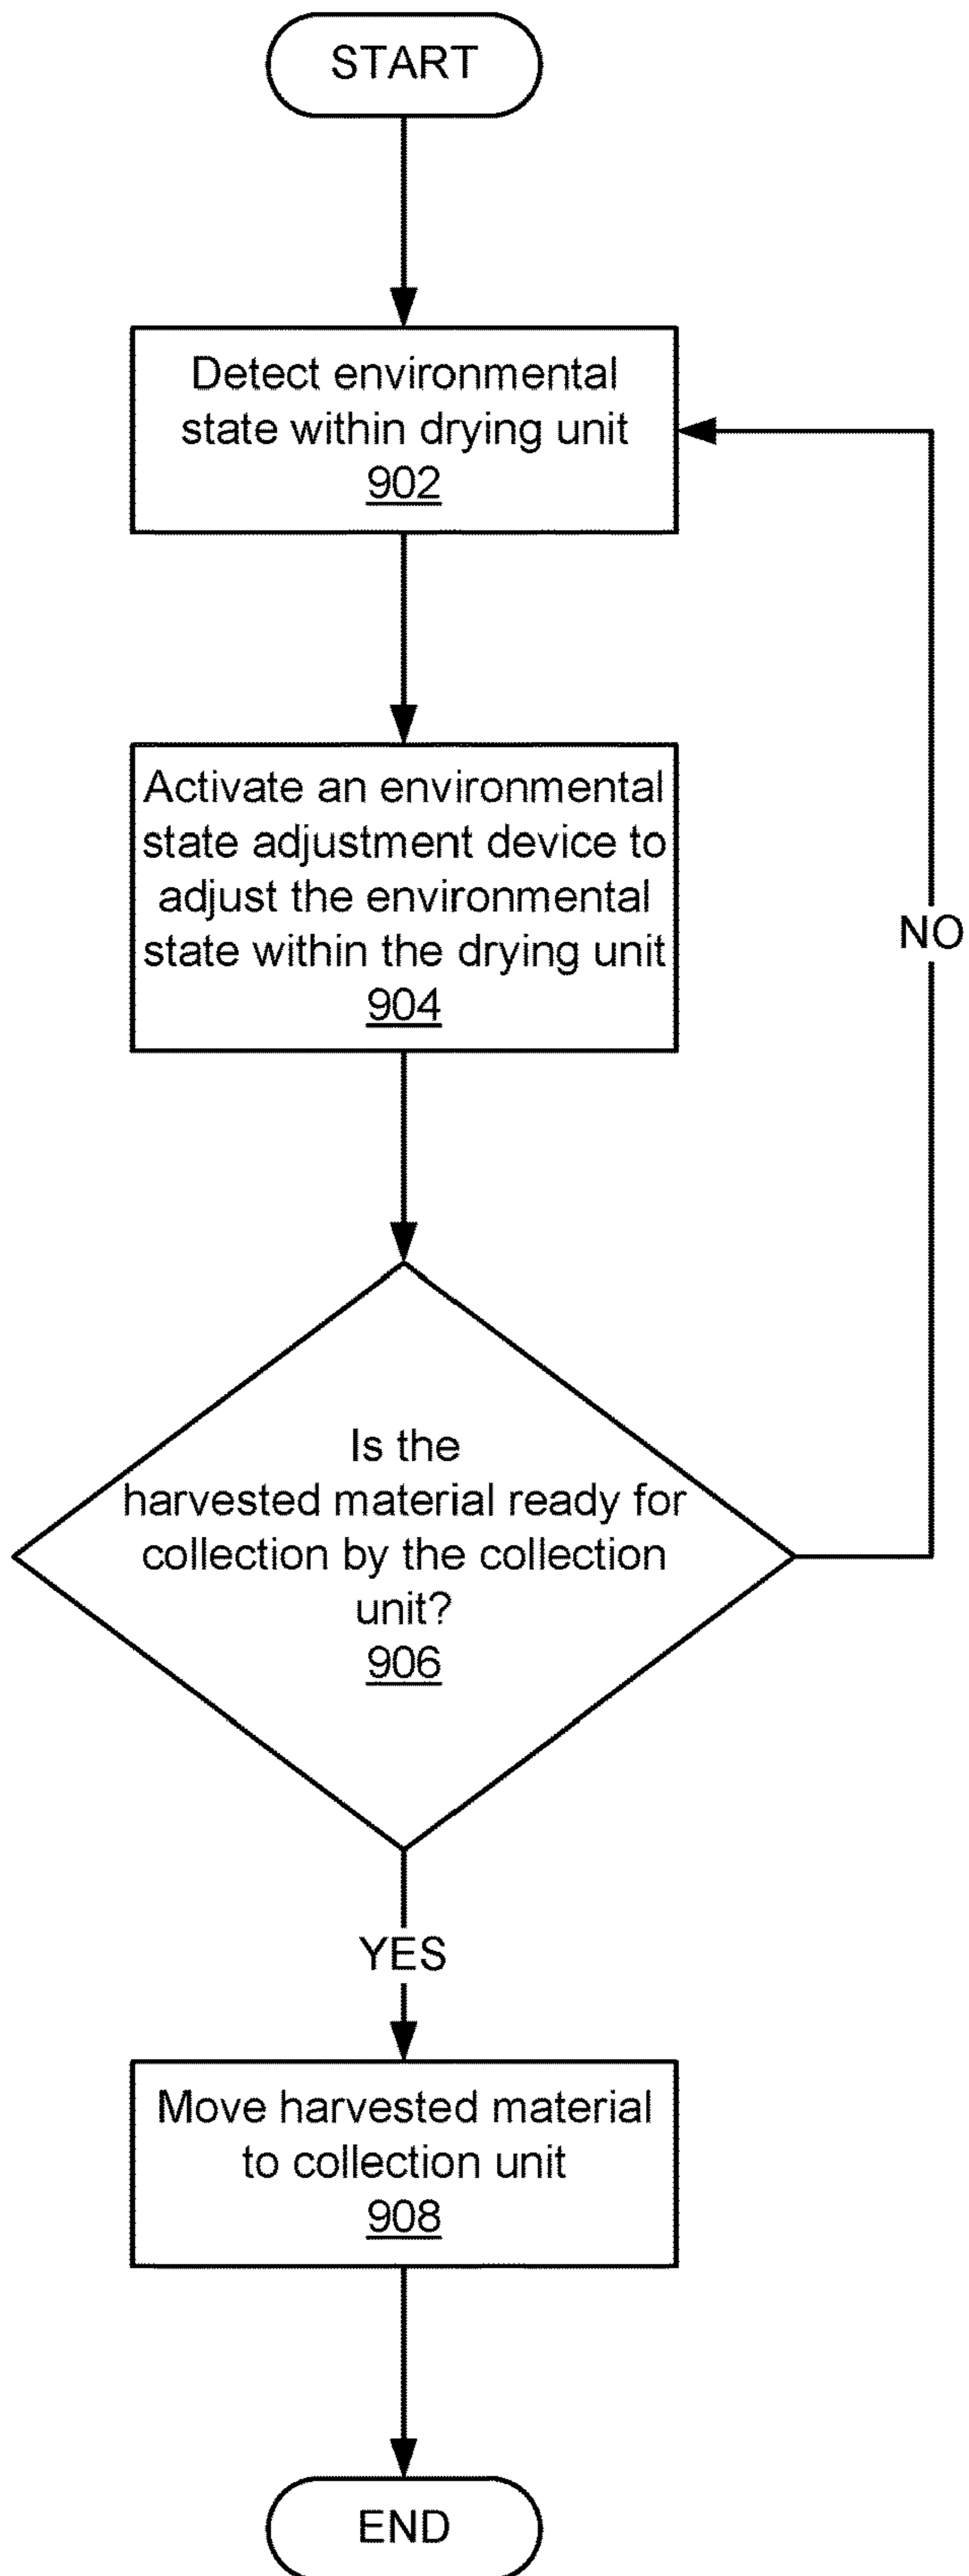 START
Detect environmental
state within drying unit
902
Activate an environmental
state adjustment device to
adjust the environmental
state within the drying unit
904
NO
Is the
harvested material ready for
collection by the collection
unit?
906
YES
Move harvested material
to collection unit
908
END